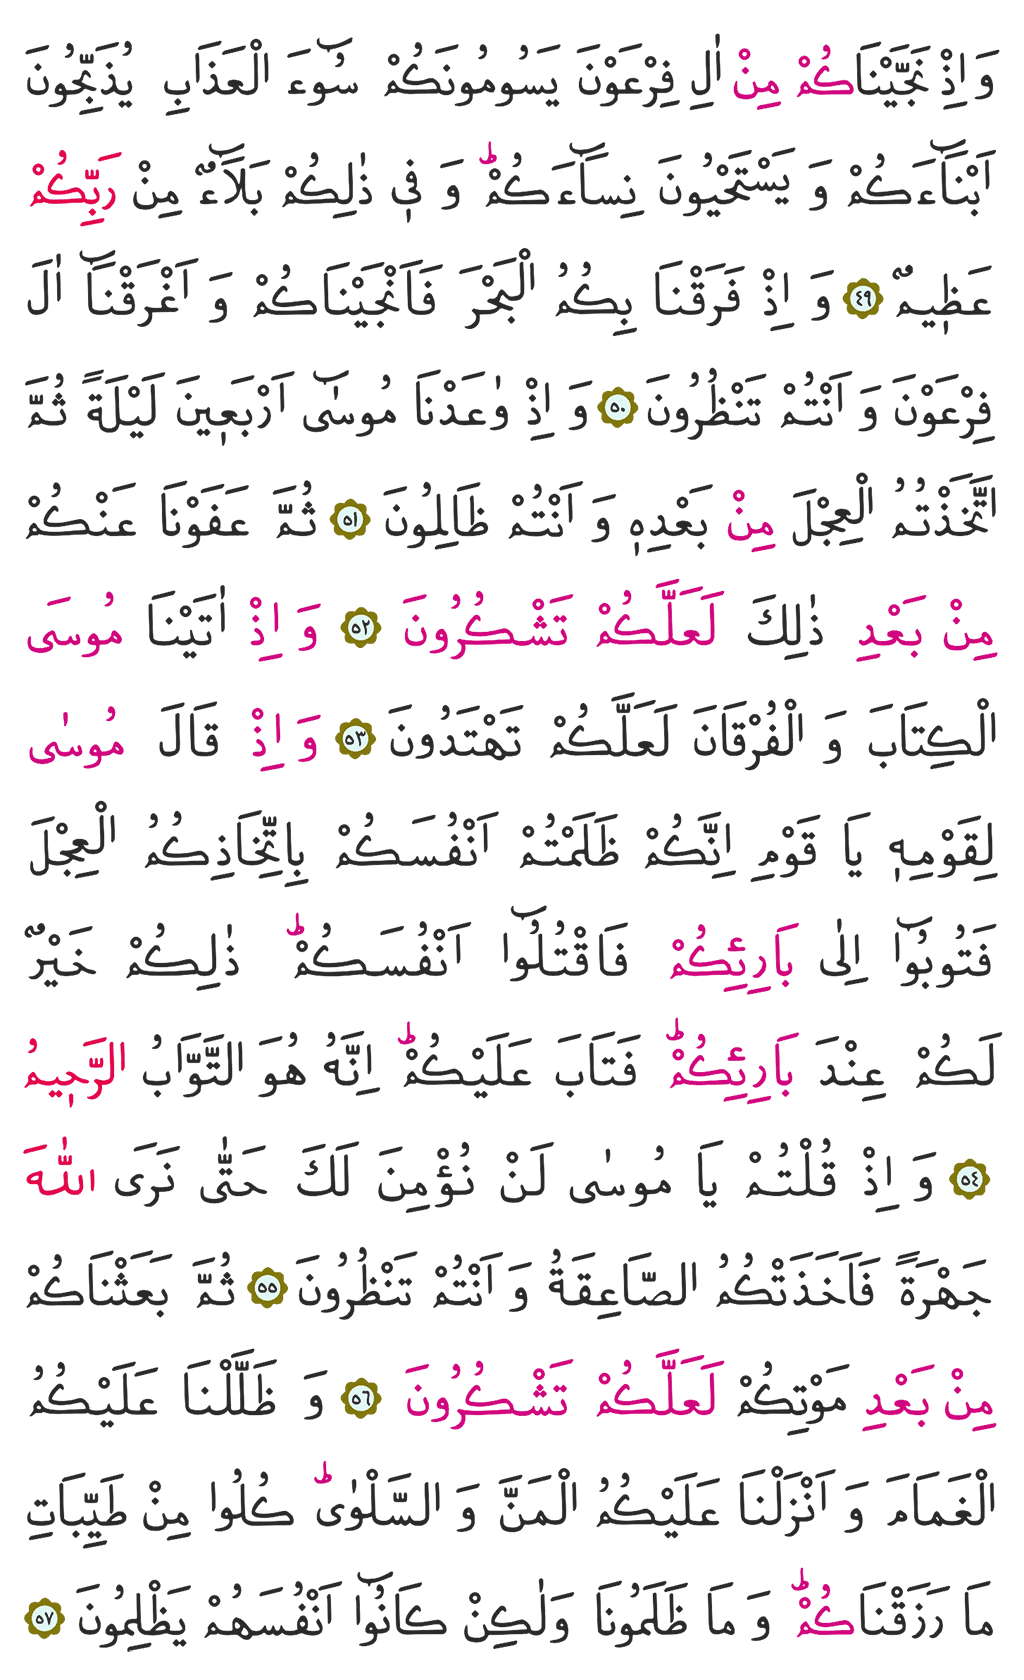 وَ اِذْ نَجَّيْنَاكُمْ مِنْ اٰلِ فِرْعَوْنَ يَسُومُونَكُمْ سُٓوءَ الْعَذَابِ يُذَبِّحُونَ
اَبْنَٓاءَكُمْ وَ يَسْتَحْيُونَ نِسَٓاءَكُمْؕ وَ فٖي ذٰلِكُمْ بَلَٓاءٌ مِنْ رَبِّكُمْ
عَظٖيمٌ ﴿٤٩﴾ وَ اِذْ فَرَقْنَا بِكُمُ الْبَحْرَ فَاَنْجَيْنَاكُمْ وَ اَغْرَقْنَٓا اٰلَ
فِرْعَوْنَ وَ اَنْتُمْ تَنْظُرُونَ ﴿٥٠﴾ وَ اِذْ وٰعَدْنَا مُوسٰٓى اَرْبَعٖينَ لَيْلَةً ثُمَّ
اتَّخَذْتُمُ الْعِجْلَ مِنْ بَعْدِهٖ وَ اَنْتُمْ ظَالِمُونَ ﴿٥١﴾ ثُمَّ عَفَوْنَا عَنْكُمْ
مِنْ بَعْدِ ذٰلِكَ لَعَلَّكُمْ تَشْكُرُونَ ﴿٥٢﴾ وَ اِذْ اٰتَيْنَا مُوسَى
الْكِتَابَ وَ الْفُرْقَانَ لَعَلَّكُمْ تَهْتَدُونَ ﴿٥٣﴾ وَ اِذْ قَالَ مُوسٰى
لِقَوْمِهٖ يَا قَوْمِ اِنَّكُمْ ظَلَمْتُمْ اَنْفُسَكُمْ بِاتِّخَاذِكُمُ الْعِجْلَ
فَتُوبُٓوا اِلٰى بَارِئِكُمْ فَاقْتُلُٓوا اَنْفُسَكُمْؕ ذٰلِكُمْ خَيْرٌ
لَكُمْ عِنْدَ بَارِئِكُمْؕ فَتَابَ عَلَيْكُمْؕ اِنَّهُ هُوَ التَّوَّابُ الرَّحٖيمُ
﴿٥٤﴾ وَ اِذْ قُلْتُمْ يَا مُوسٰى لَنْ نُؤْمِنَ لَكَ حَتّٰى نَرَى اللّٰهَ
جَهْرَةً فَاَخَذَتْكُمُ الصَّاعِقَةُ وَ اَنْتُمْ تَنْظُرُونَ ﴿٥٥﴾ ثُمَّ بَعَثْنَاكُمْ
مِنْ بَعْدِ مَوْتِكُمْ لَعَلَّكُمْ تَشْكُرُونَ ﴿٥٦﴾ وَ ظَلَّلْنَا عَلَيْكُمُ
الْغَمَامَ وَ اَنْزَلْنَا عَلَيْكُمُ الْمَنَّ وَ السَّلْوٰىؕ كُلُوا مِنْ طَيِّبَاتِ
مَا رَزَقْنَاكُمْؕ وَ مَا ظَلَمُونَا وَلٰكِنْ كَانُٓوا اَنْفُسَهُمْ يَظْلِمُونَ ﴿٥٧﴾